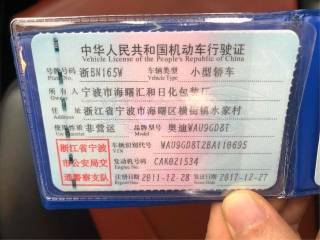 中华人民共和国机动车行驶证
Vehicle License of the People's Republic of China
号牌号码 浙BN165W 车辆类型 小型轿车
Plate No. Vehicle Type
所有人 宁波市海曙汇和日化包装厂
Owner
住址 浙江省宁波市海曙区横街镇水家村
Address
使用性质 非营运 品牌型号 奥迪WAU9GD8T
Use Character Model
浙江省宁波
市公安局交
通警察支队
车辆识别代号 WAU9GD8T2BA110695
VIN
发动机号码 CAK021534
Engine No.
注册日期 2011-12-28 发证日期 2017-12-27
Register Date Issue Date